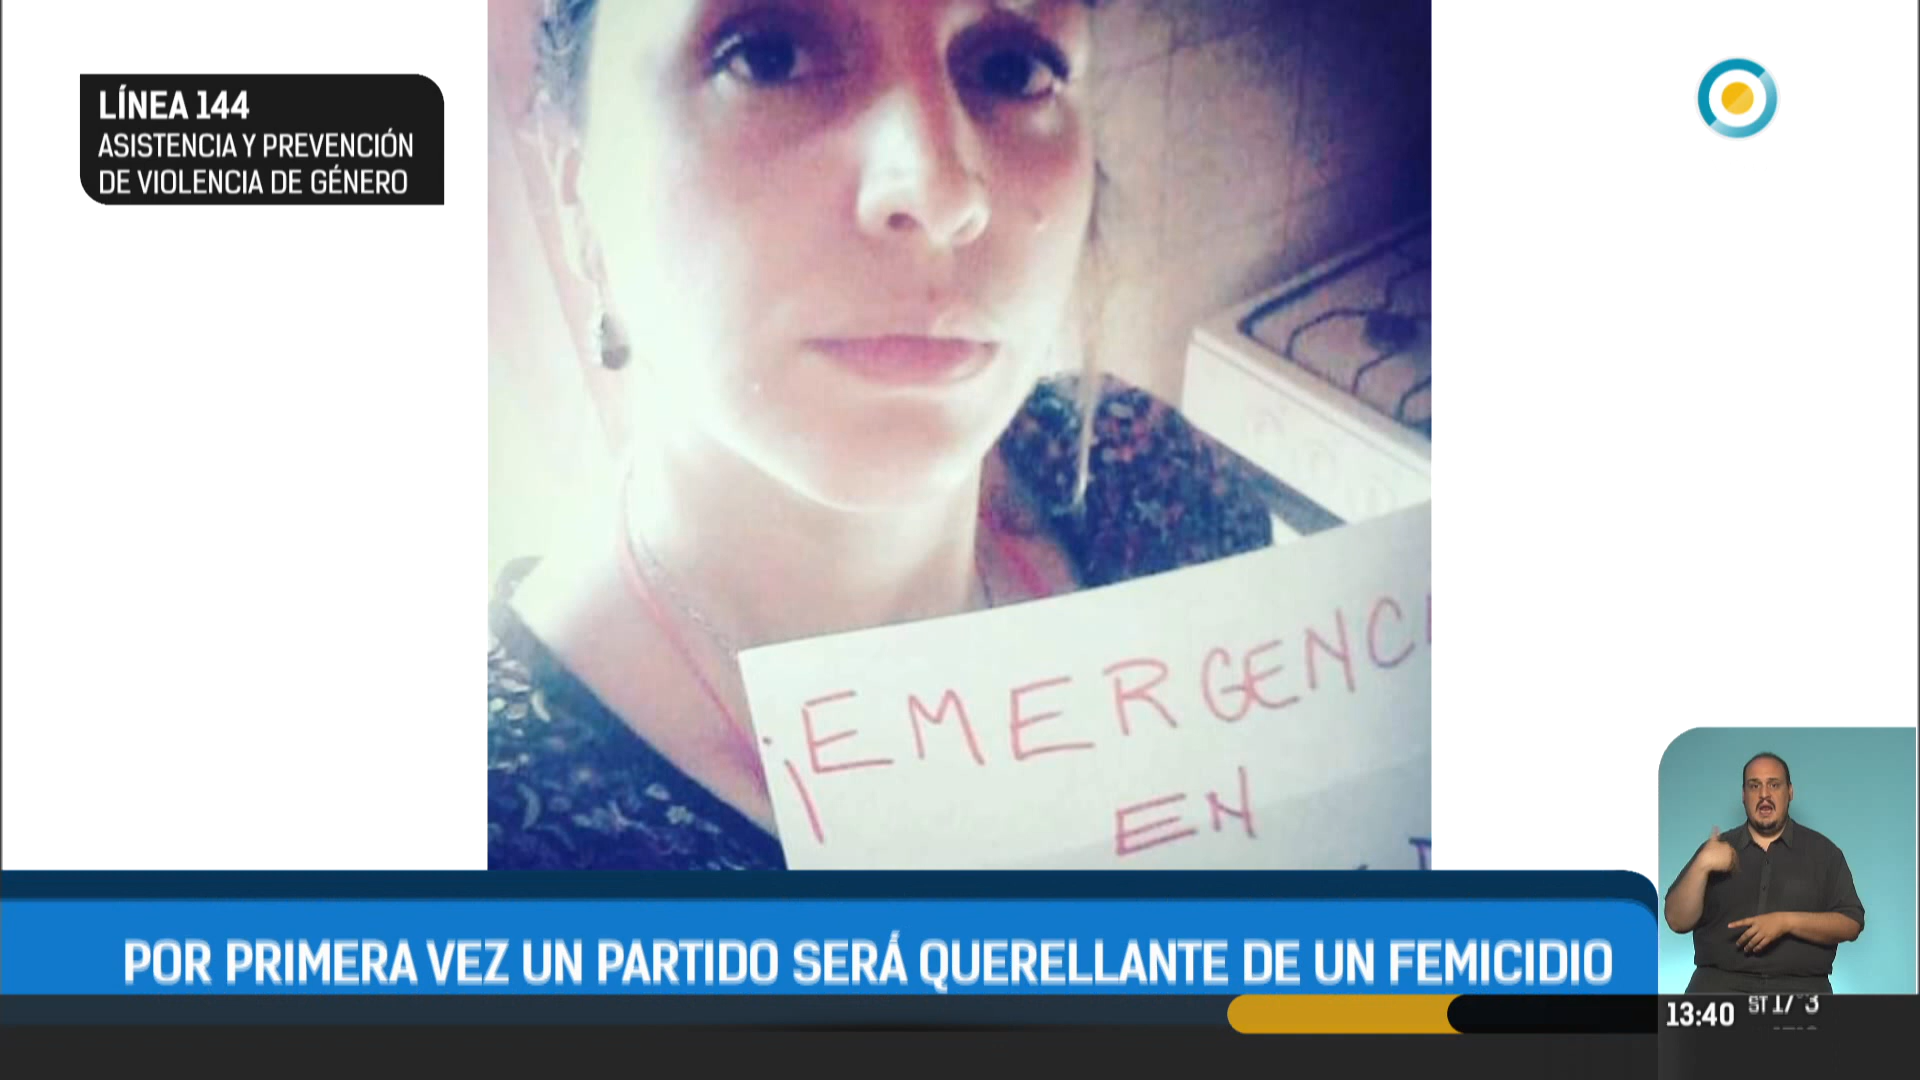 LÍNEA 144
ASISTENCIA Y PREVENCIÓN
DE VIOLENCIA DE GÉNERO
¡EMERGENC
EN
POR PRIMERA VEZ UN PARTIDO SERÁ QUERELLANTE DE UN FEMICIDIO
13:40
ST